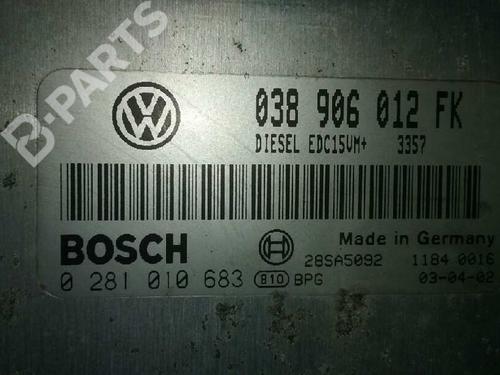 B-PARTS
038 906 012 FK
DIESEL EDC15VM+ 3357
BOSCH
Made in Germany
28SA5092 1184 0016
0 281 010 683 B10 BPG 03-04-02